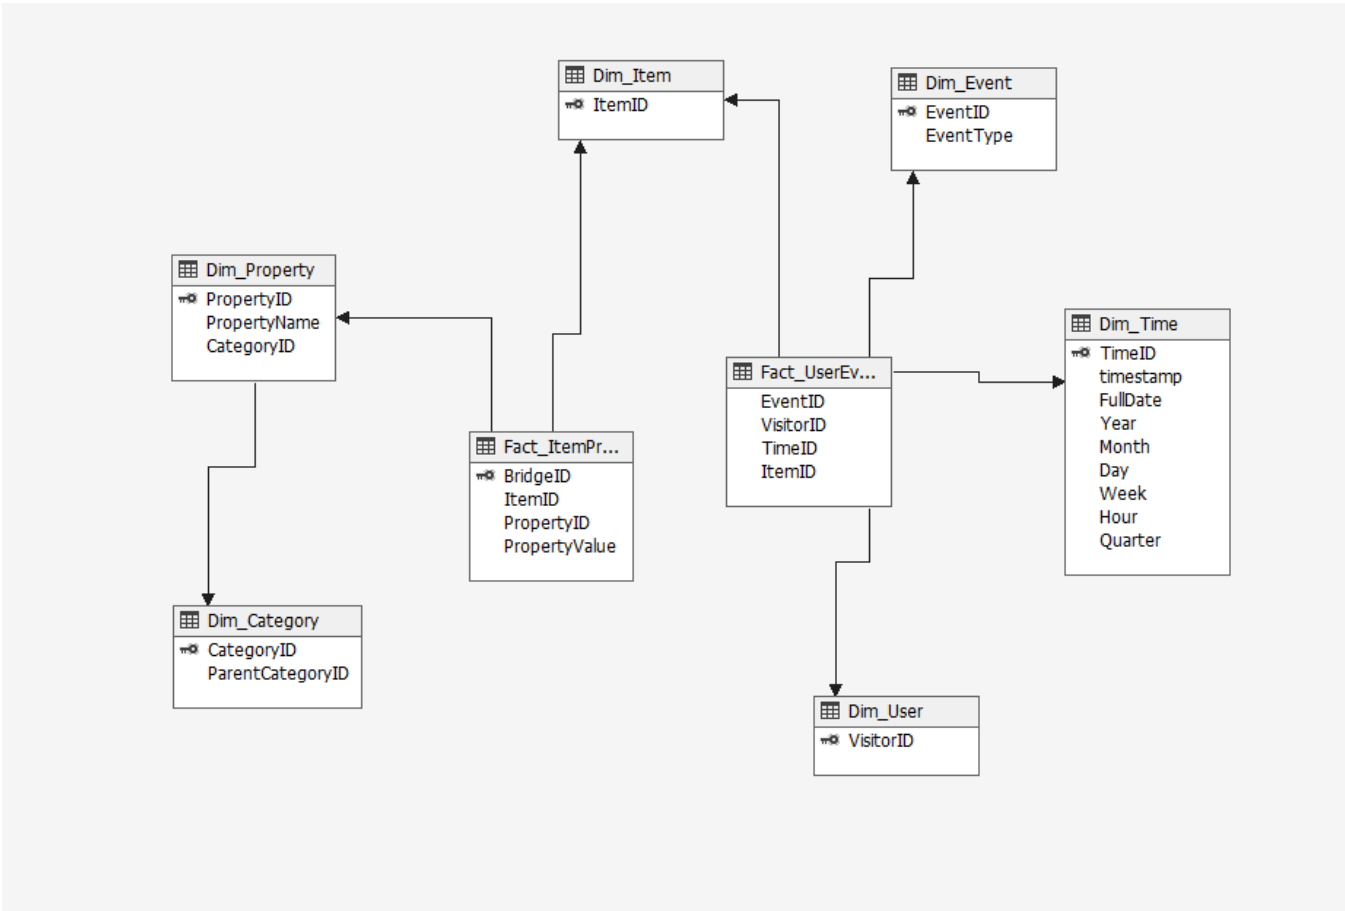 Dim_Item
ItemID
Dim_Event
EventID
EventType
Dim_Property
PropertyID
PropertyName
CategoryID
Dim_Time
TimeID
timestamp
FullDate
Year
Month
Day
Week
Hour
Quarter
Fact_UserEv...
EventID
VisitorID
TimeID
ItemID
Fact_ItemPr...
BridgeID
ItemID
PropertyID
PropertyValue
Dim_Category
CategoryID
ParentCategoryID
Dim_User
VisitorID